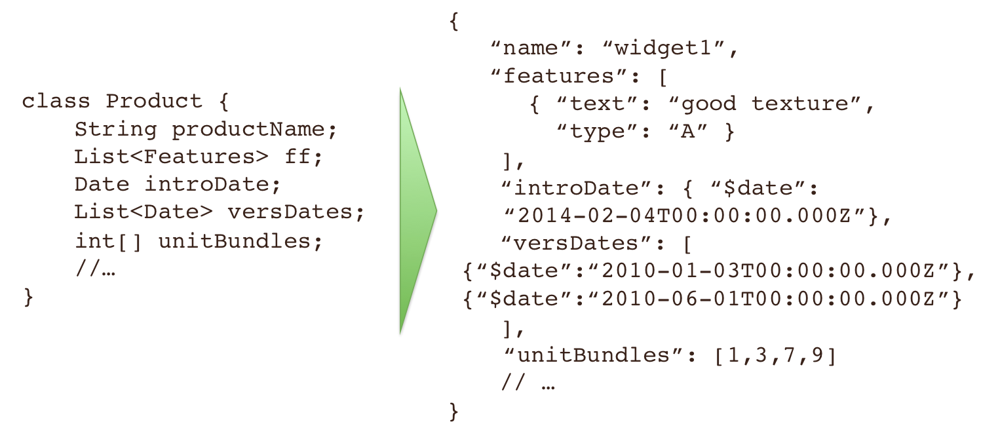 class Product {
String productName;
List<Features> ff;
Date introDate;
List<Date> versDates;
int[] unitBundles;
//…
}
{
“name”: “widget1”,
“features”: [
{ “text”: “good texture”,
“type”: “A” }
],
“introDate”: { “$date”:
“2014-02-04T00:00:00.000Z”},
“versDates”: [
{“$date”:“2010-01-03T00:00:00.000Z”},
{“$date”:“2010-06-01T00:00:00.000Z”}
],
“unitBundles”: [1,3,7,9]
// …
}